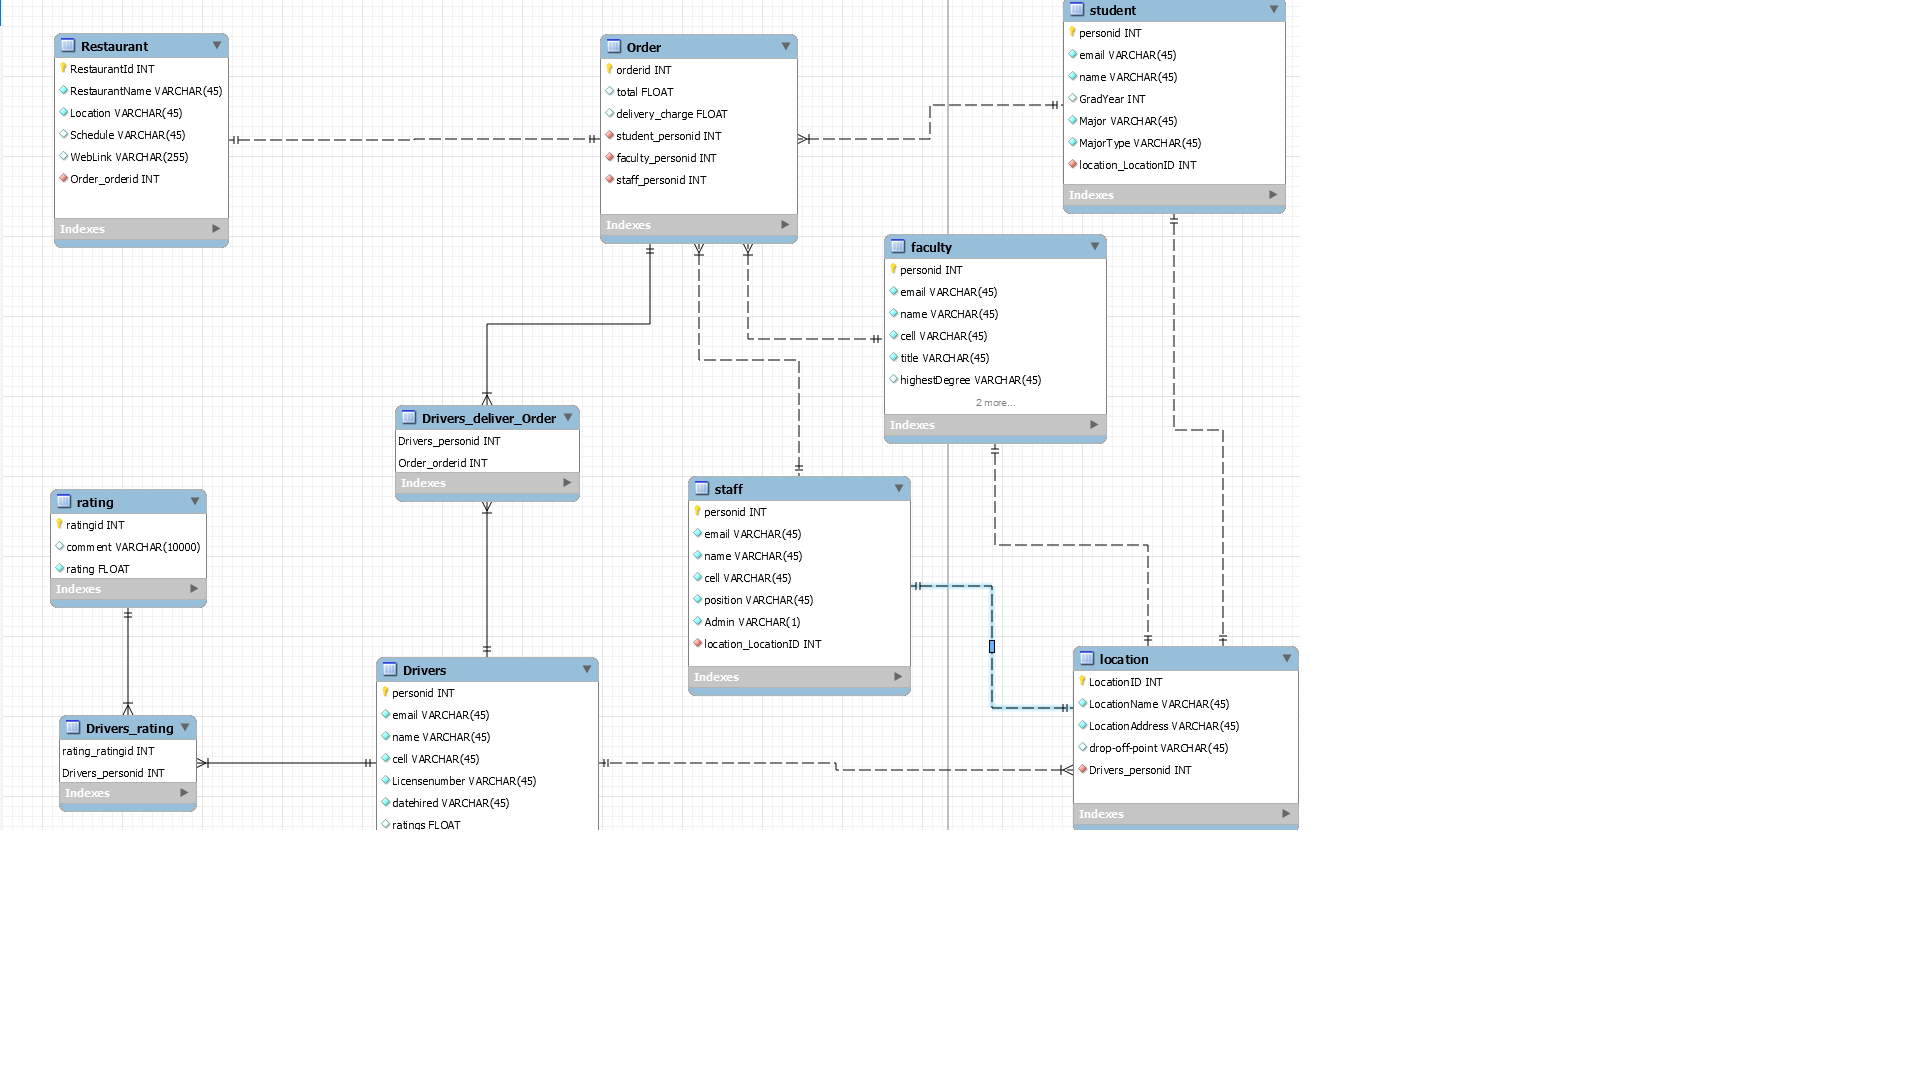 Restaurant
RestaurantId INT
RestaurantName VARCHAR(45)
Location VARCHAR(45)
Schedule VARCHAR(45)
WebLink VARCHAR(255)
Order_orderid INT
Indexes
Order
orderid INT
total FLOAT
delivery_charge FLOAT
student_personid INT
faculty_personid INT
staff_personid INT
Indexes
student
personid INT
email VARCHAR(45)
name VARCHAR(45)
GradYear INT
Major VARCHAR(45)
MajorType VARCHAR(45)
location_LocationID INT
Indexes
faculty
personid INT
email VARCHAR(45)
name VARCHAR(45)
cell VARCHAR(45)
title VARCHAR(45)
highestDegree VARCHAR(45)
2 more...
Indexes
Drivers_deliver_Order
Drivers_personid INT
Order_orderid INT
Indexes
staff
personid INT
email VARCHAR(45)
name VARCHAR(45)
cell VARCHAR(45)
position VARCHAR(45)
Admin VARCHAR(1)
location_LocationID INT
Indexes
rating
ratingid INT
comment VARCHAR(10000)
rating FLOAT
Indexes
Drivers_rating
rating_ratingid INT
Drivers_personid INT
Indexes
Drivers
personid INT
email VARCHAR(45)
name VARCHAR(45)
cell VARCHAR(45)
Licensenumber VARCHAR(45)
datehired VARCHAR(45)
ratings FLOAT
location
LocationID INT
LocationName VARCHAR(45)
LocationAddress VARCHAR(45)
drop-off-point VARCHAR(45)
Drivers_personid INT
Indexes